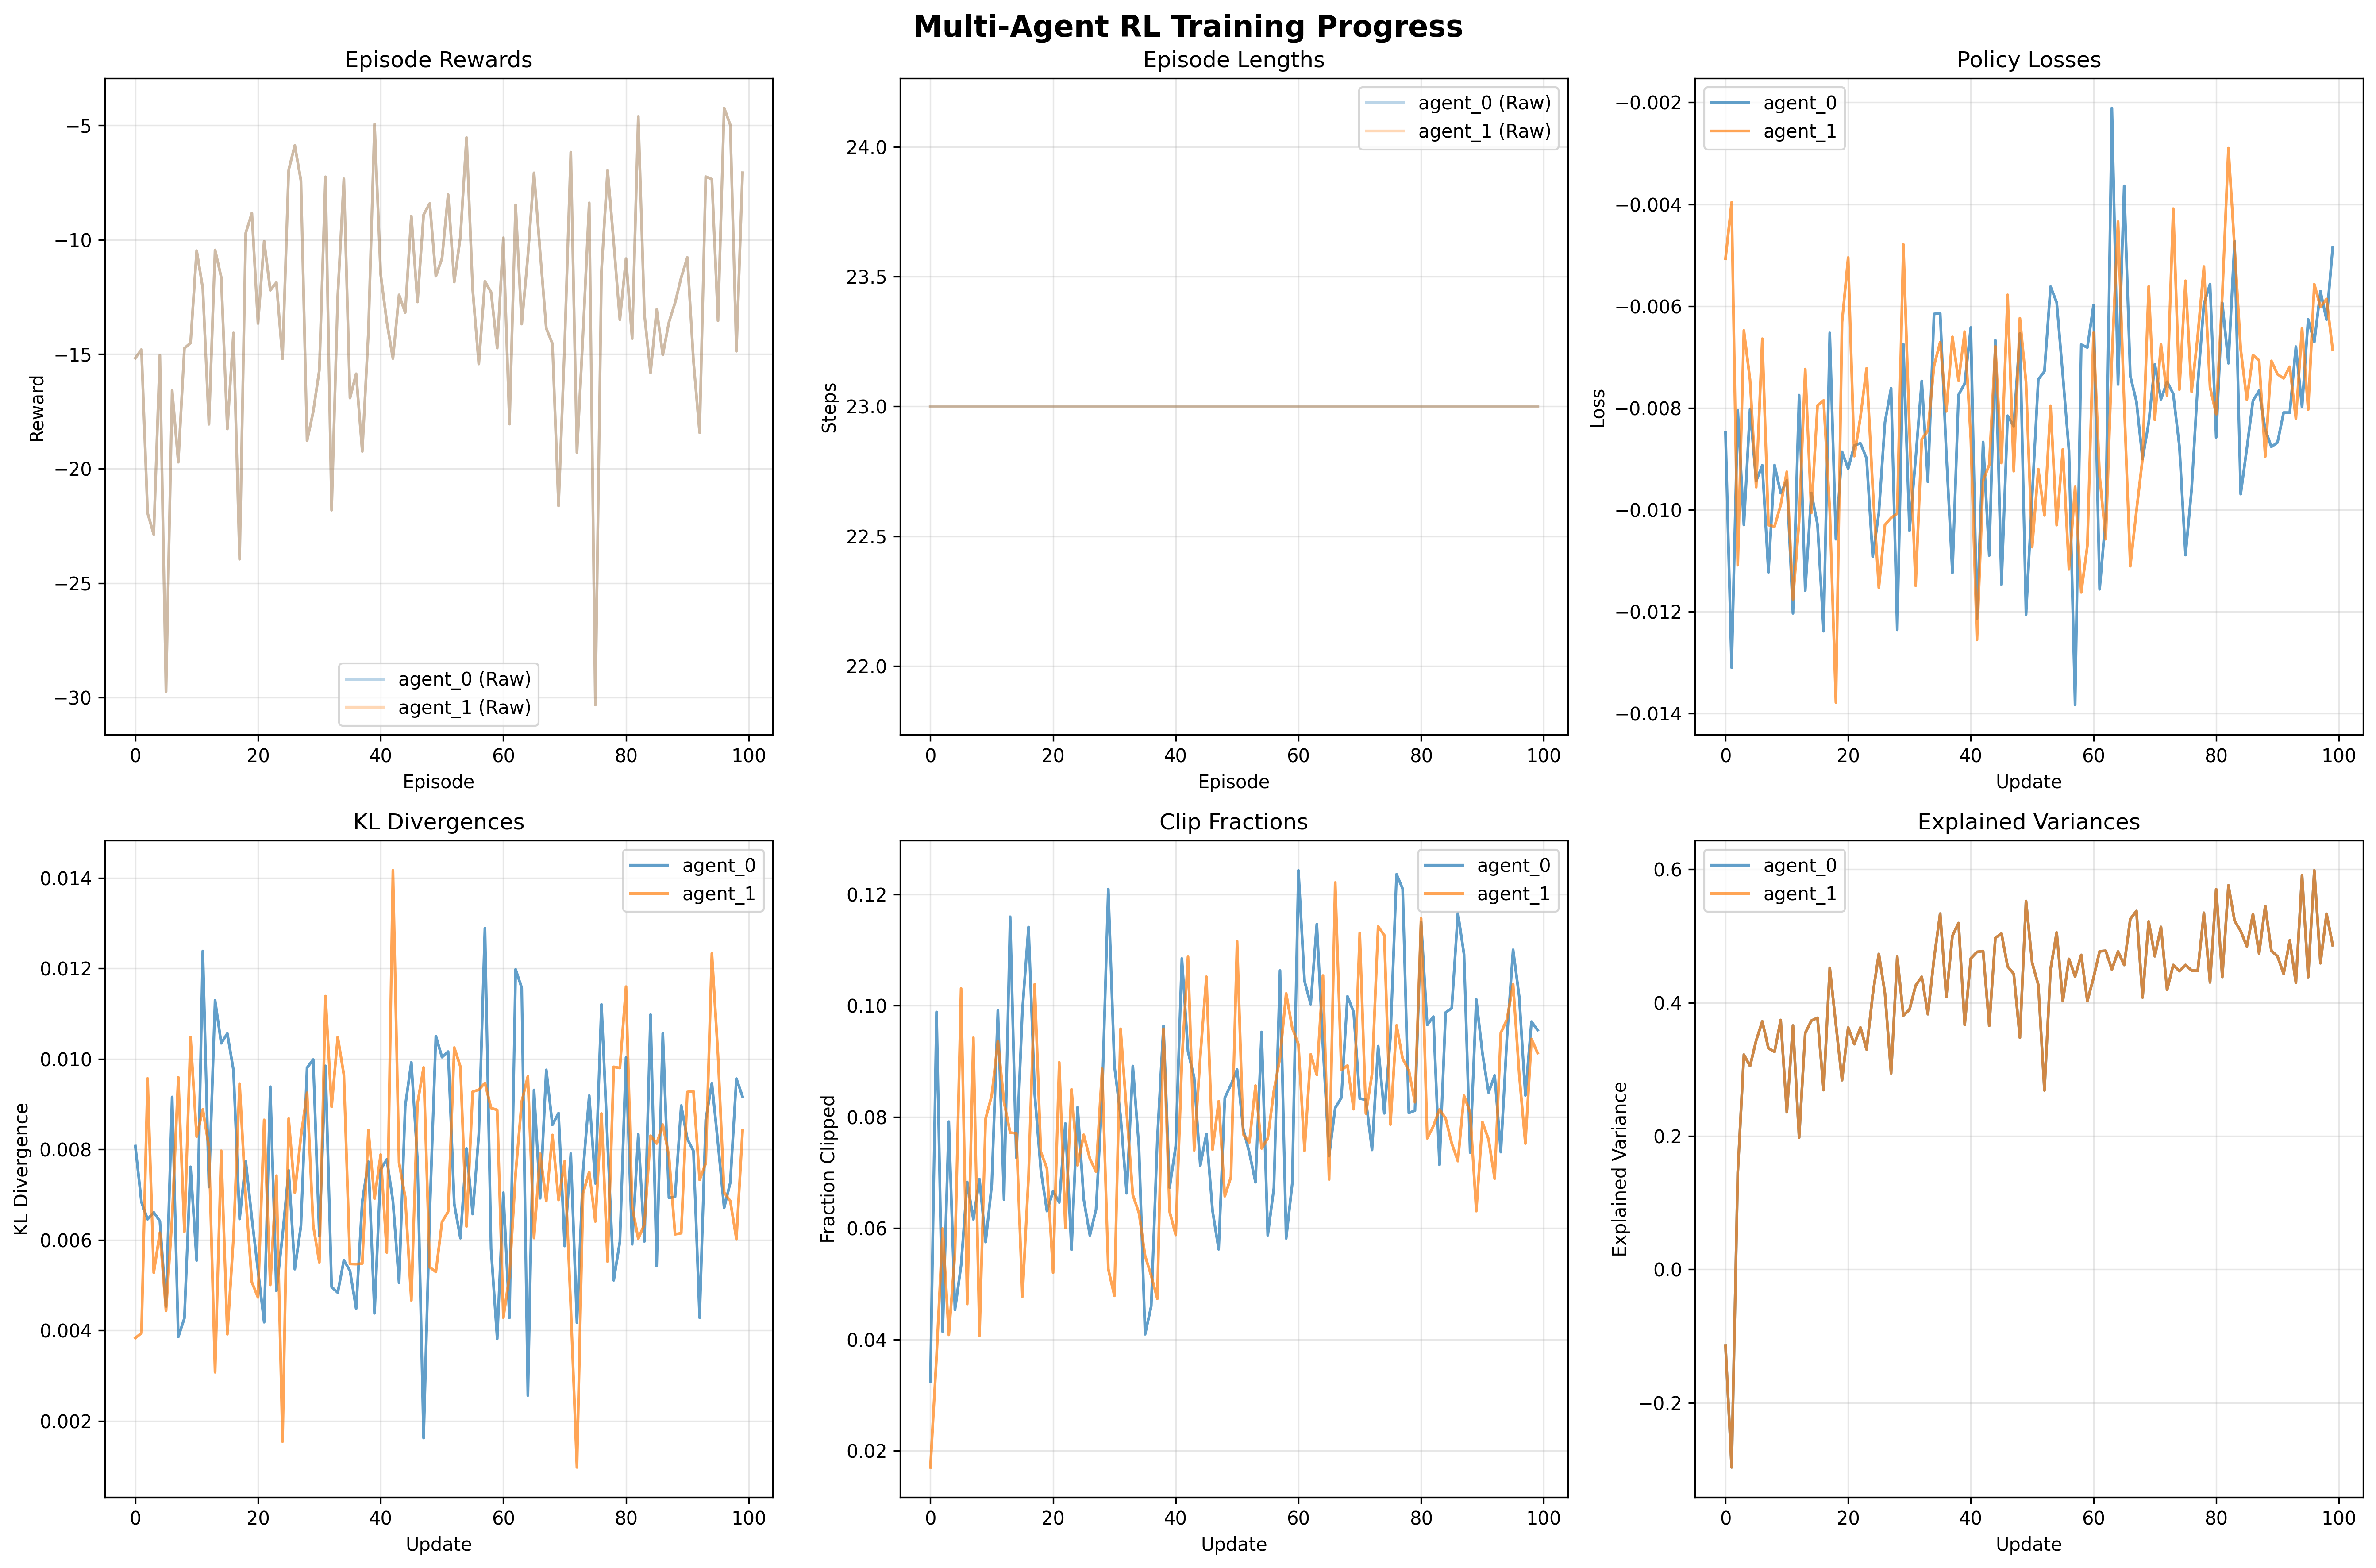 Multi-Agent RL Training Progress
Episode Rewards
Reward
−5
−10
−15
−20
−25
−30
agent_0 (Raw)
agent_1 (Raw)
0 20 40 60 80 100
Episode
Episode Lengths
Steps
24.0
23.5
23.0
22.5
22.0
agent_0 (Raw)
agent_1 (Raw)
0 20 40 60 80 100
Episode
Policy Losses
Loss
−0.002
−0.004
−0.006
−0.008
−0.010
−0.012
−0.014
agent_0
agent_1
0 20 40 60 80 100
Update
KL Divergences
KL Divergence
0.014
0.012
0.010
0.008
0.006
0.004
0.002
agent_0
agent_1
0 20 40 60 80 100
Update
Clip Fractions
Fraction Clipped
0.12
0.10
0.08
0.06
0.04
0.02
agent_0
agent_1
0 20 40 60 80 100
Update
Explained Variances
Explained Variance
0.6
0.4
0.2
0.0
−0.2
agent_0
agent_1
0 20 40 60 80 100
Update